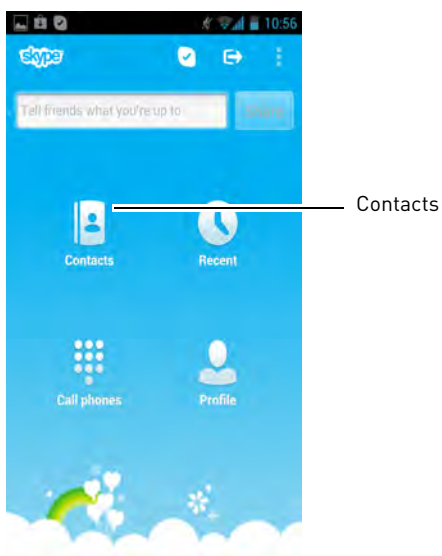 10:56
skype
Tell friends what you're up to
Contacts
Contacts
Recent
Call phones
Profile